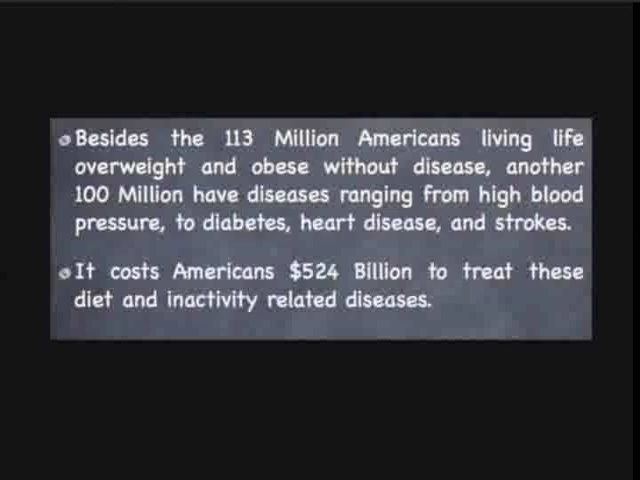 Besides the 113 Million Americans living life
overweight and obese without disease, another
100 Million have diseases ranging from high blood
pressure, to diabetes, heart disease, and strokes.
It costs Americans $524 Billion to treat these
diet and inactivity related diseases.